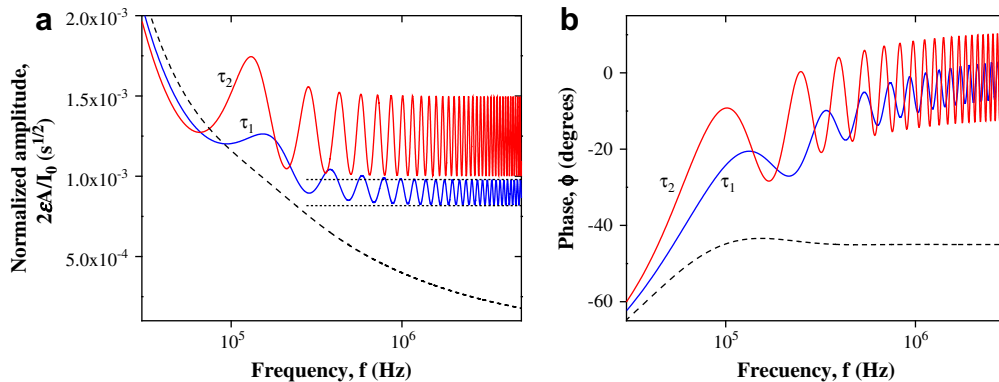 a
Normalized amplitude,
2εA/I₀ (s^1/2)
2.0x10⁻³
1.5x10⁻³
1.0x10⁻³
5.0x10⁻⁴
τ₂
τ₁
10⁵
10⁶
Frequency, f (Hz)
b
Phase, ϕ (degrees)
0
-20
-40
-60
τ₂
τ₁
10⁵
10⁶
Frecuency, f (Hz)